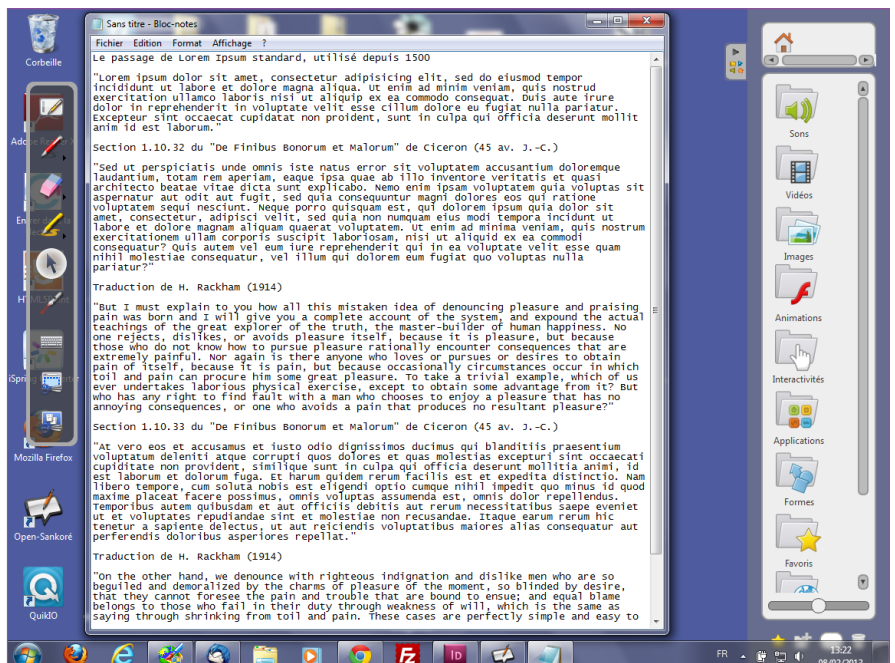 Sans titre - Bloc-notes
Fichier Edition Format Affichage ?
Le passage de Lorem Ipsum standard, utilisé depuis 1500
"Lorem ipsum dolor sit amet, consectetur adipisicing elit, sed do eiusmod tempor
incididunt ut labore et dolore magna aliqua. Ut enim ad minim veniam, quis nostrud
exercitation ullamco laboris nisi ut aliquip ex ea commodo consequat. Duis aute irure
dolor in reprehenderit in voluptate velit esse cillum dolore eu fugiat nulla pariatur.
Excepteur sint occaecat cupidatat non proident, sunt in culpa qui officia deserunt mollit
anim id est laborum."
Section 1.10.32 du "De Finibus Bonorum et Malorum" de Ciceron (45 av. J.-C.)
"Sed ut perspiciatis unde omnis iste natus error sit voluptatem accusantium doloremque
laudantium, totam rem aperiam, eaque ipsa quae ab illo inventore veritatis et quasi
architecto beatae vitae dicta sunt explicabo. Nemo enim ipsam voluptatem quia voluptas sit
aspernatur aut odit aut fugit, sed quia consequuntur magni dolores eos qui ratione
voluptatem sequi nesciunt. Neque porro quisquam est, qui dolorem ipsum quia dolor sit
amet, consectetur, adipisci velit, sed quia non numquam eius modi tempora incidunt ut
labore et dolore magnam aliquam quaerat voluptatem. Ut enim ad minima veniam, quis nostrum
exercitationem ullam corporis suscipit laboriosam, nisi ut aliquid ex ea commodi
consequatur? Quis autem vel eum iure reprehenderit qui in ea voluptate velit esse quam
nihil molestiae consequatur, vel illum qui dolorem eum fugiat quo voluptas nulla
pariatur?"
Traduction de H. Rackham (1914)
"But I must explain to you how all this mistaken idea of denouncing pleasure and praising
pain was born and I will give you a complete account of the system, and expound the actual
teachings of the great explorer of the truth, the master-builder of human happiness. No
one rejects, dislikes, or avoids pleasure itself, because it is pleasure, but because
those who do not know how to pursue pleasure rationally encounter consequences that are
extremely painful. Nor again is there anyone who loves or pursues or desires to obtain
pain of itself, because it is pain, but because occasionally circumstances occur in which
toil and pain can procure him some great pleasure. To take a trivial example, which of us
ever undertakes laborious physical exercise, except to obtain some advantage from it? But
who has any right to find fault with a man who chooses to enjoy a pleasure that has no
annoying consequences, or one who avoids a pain that produces no resultant pleasure?"
Section 1.10.33 du "De Finibus Bonorum et Malorum" de Ciceron (45 av. J.-C.)
"At vero eos et accusamus et iusto odio dignissimos ducimus qui blanditiis praesentium
voluptatum deleniti atque corrupti quos dolores et quas molestias excepturi sint occaecati
cupiditate non provident, similique sunt in culpa qui officia deserunt mollitia animi, id
est laborum et dolorum fuga. Et harum quidem rerum facilis est et expedita distinctio. Nam
libero tempore, cum soluta nobis est eligendi optio cumque nihil impedit quo minus id quod
maxime placeat facere possimus, omnis voluptas assumenda est, omnis dolor repellendus.
Temporibus autem quibusdam et aut officiis debitis aut rerum necessitatibus saepe eveniet
ut et voluptates repudiandae sint et molestiae non recusandae. Itaque earum rerum hic
tenetur a sapiente delectus, ut aut reiciendis voluptatibus maiores alias consequatur aut
perferendis doloribus asperiores repellat."
Traduction de H. Rackham (1914)
"On the other hand, we denounce with righteous indignation and dislike men who are so
beguiled and demoralized by the charms of pleasure of the moment, so blinded by desire,
that they cannot foresee the pain and trouble that are bound to ensue; and equal blame
belongs to those who fail in their duty through weakness of will, which is the same as
saying through shrinking from toil and pain. These cases are perfectly simple and easy to
Corbeille
Mozilla Firefox
Open-Sankoré
QuikIO
Sons
Vidéos
Images
Animations
Interactivités
Applications
Formes
Favoris
Fz
Id
FR
13:22
08/02/2013